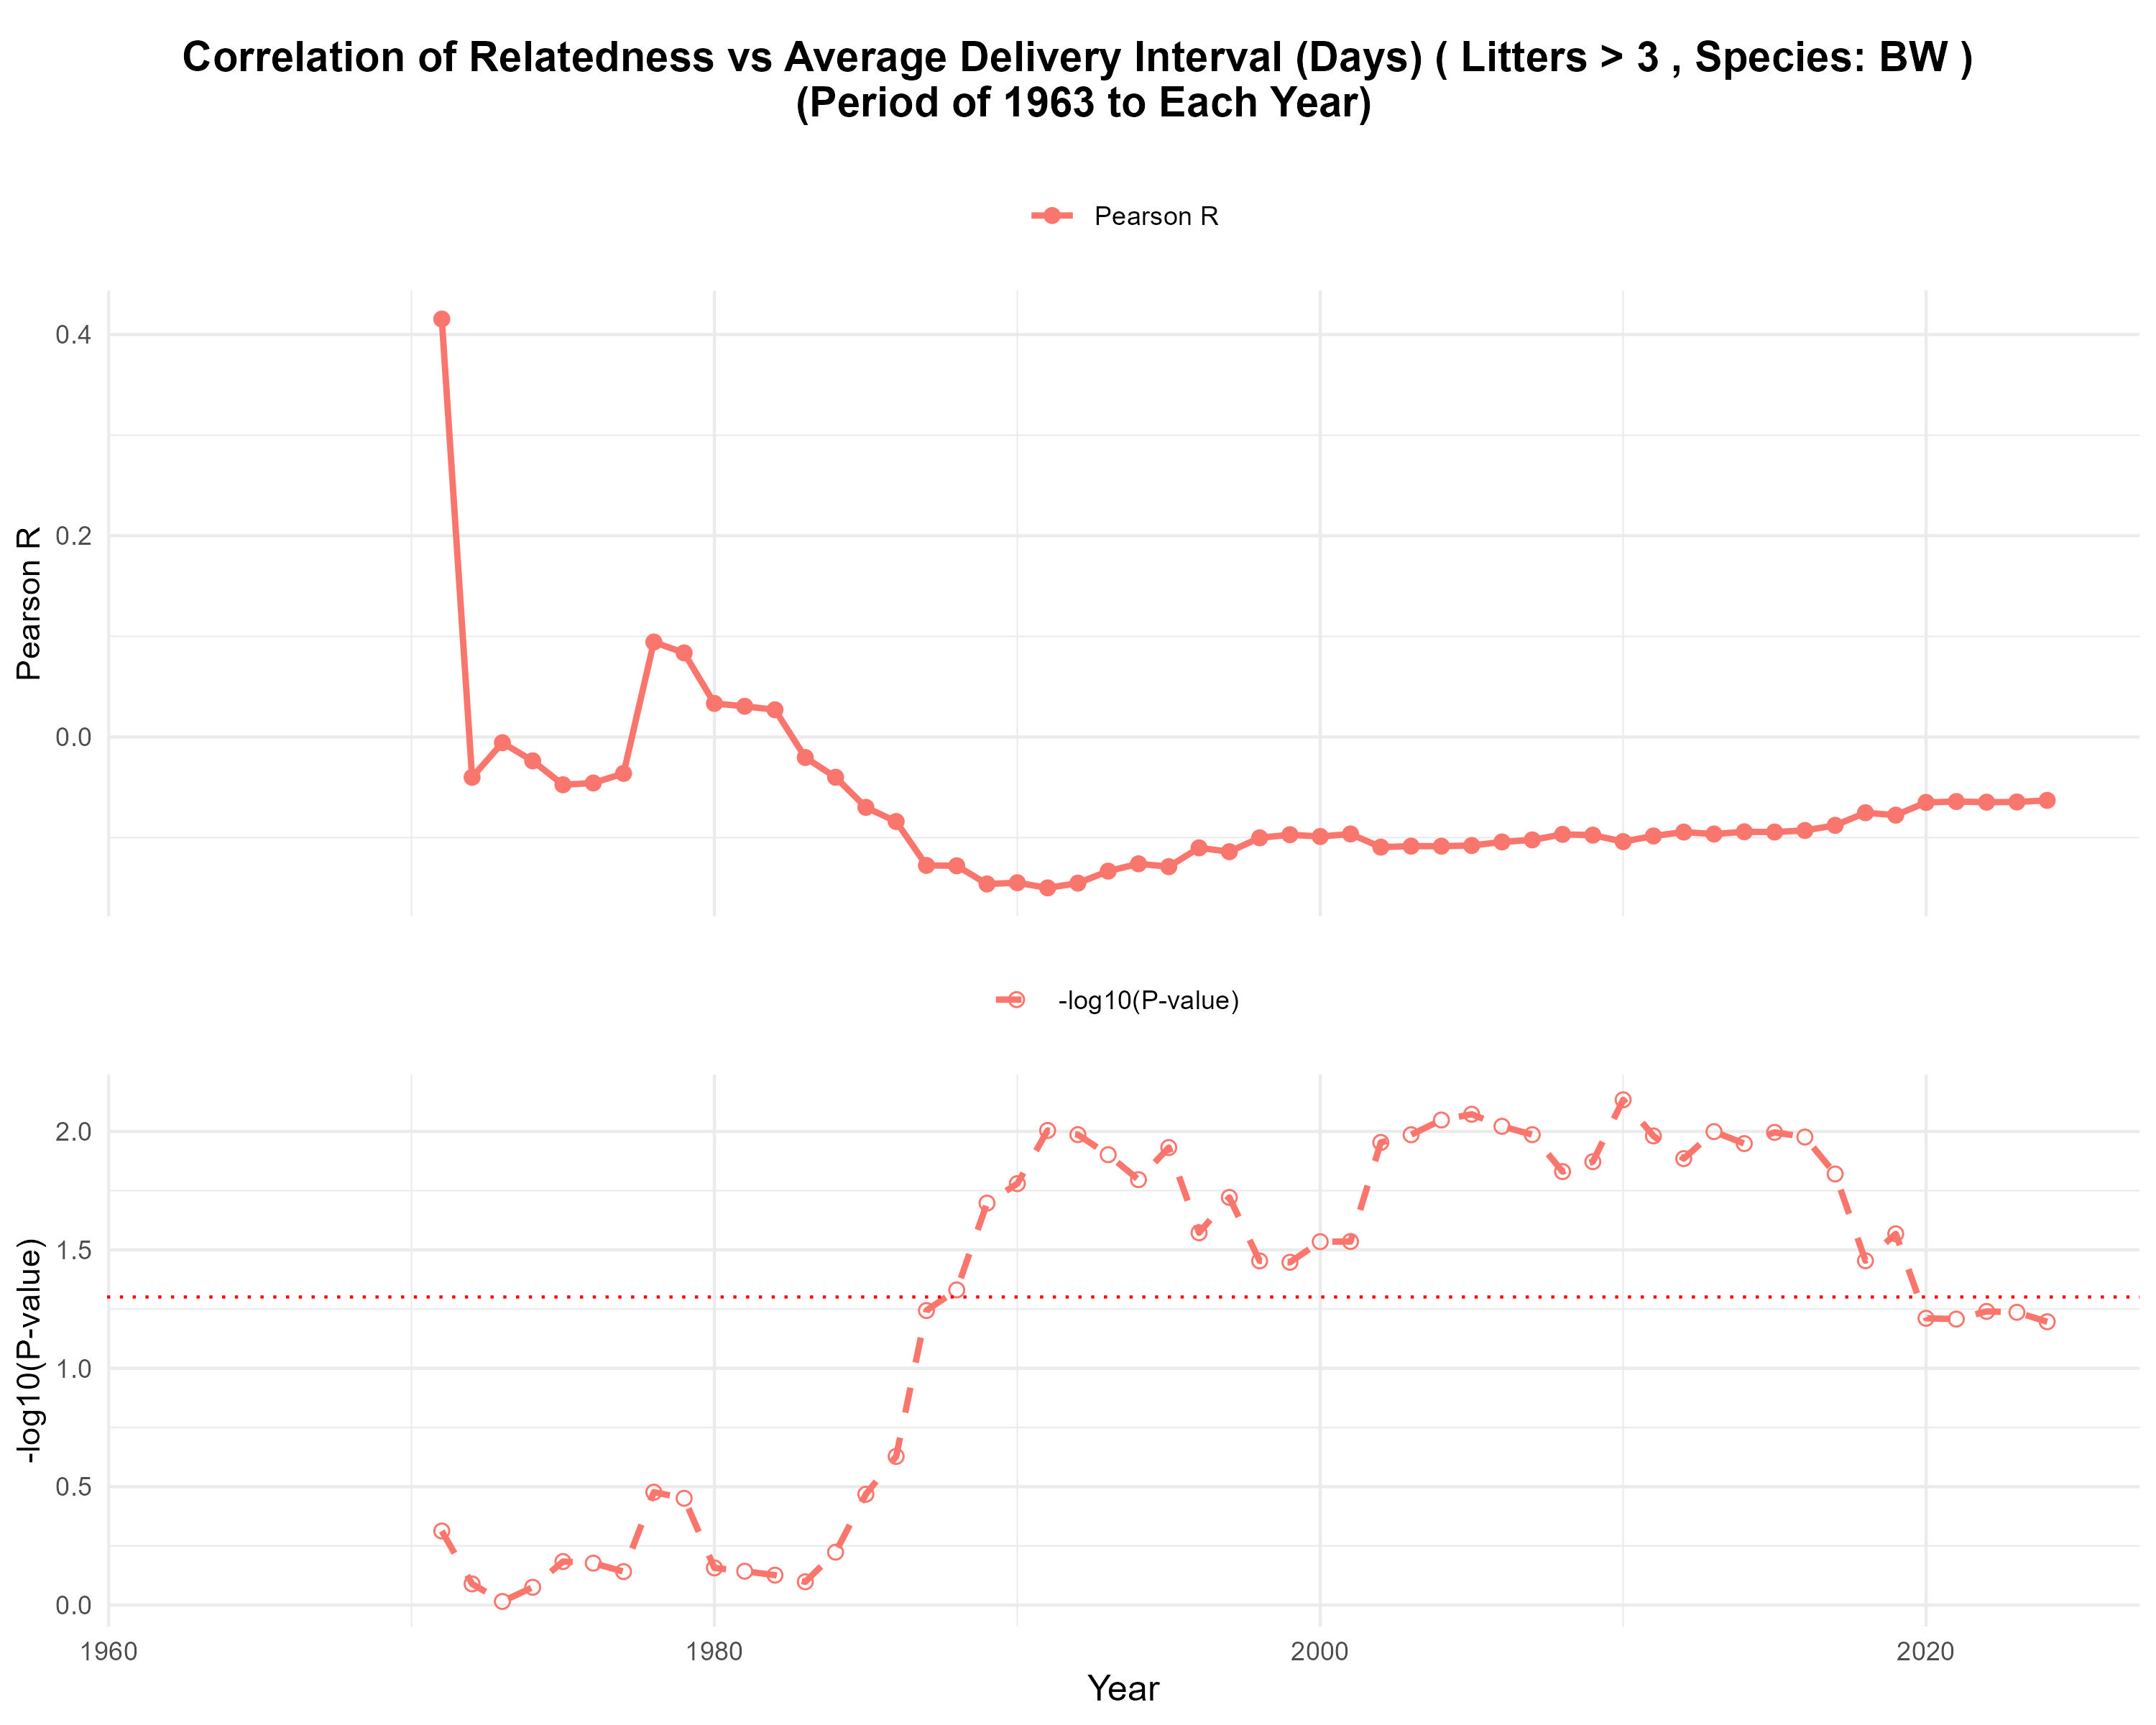 Correlation of Relatedness vs Average Delivery Interval (Days) ( Litters > 3 , Species: BW )
(Period of 1963 to Each Year)
Pearson R
0.4
0.2
0.0
Pearson R
-log10(P-value)
2.0
1.5
1.0
0.5
0.0
-log10(P-value)
1960
1980
2000
2020
Year